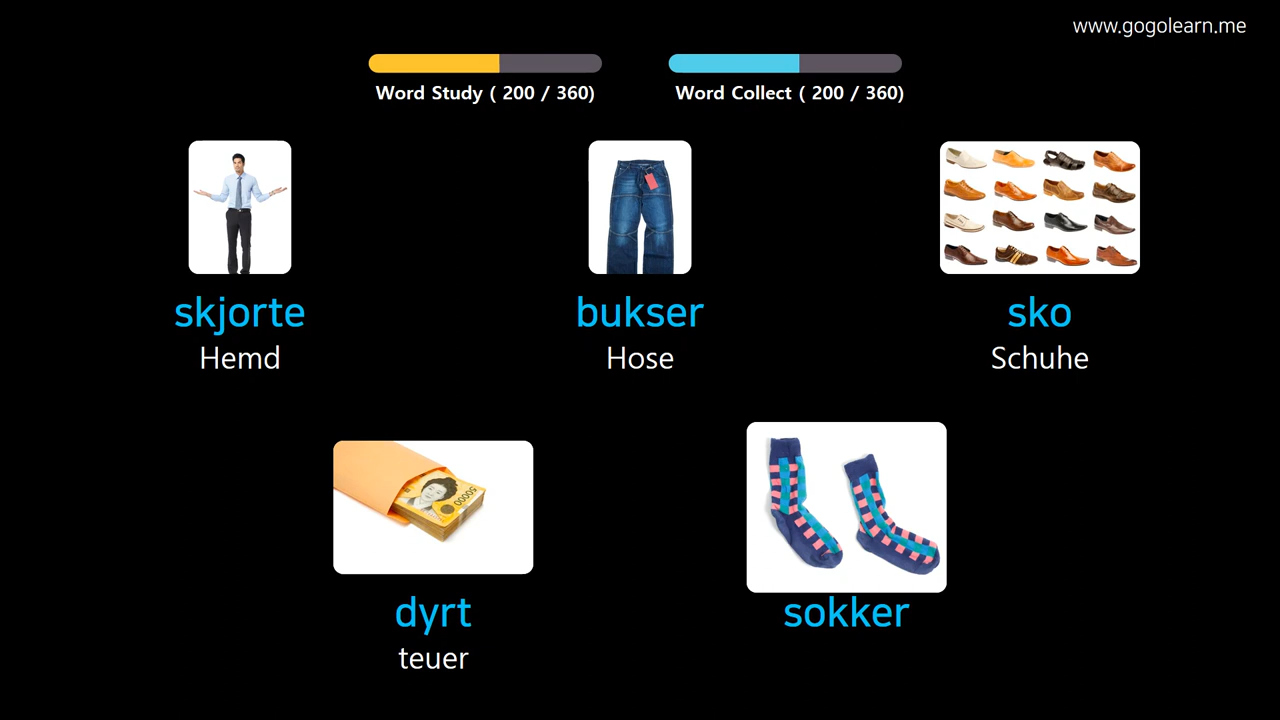 www.gogolearn.me
Word Study ( 200 / 360)
Word Collect ( 200 / 360)
skjorte
Hemd
bukser
Hose
sko
Schuhe
50000
dyrt
teuer
sokker